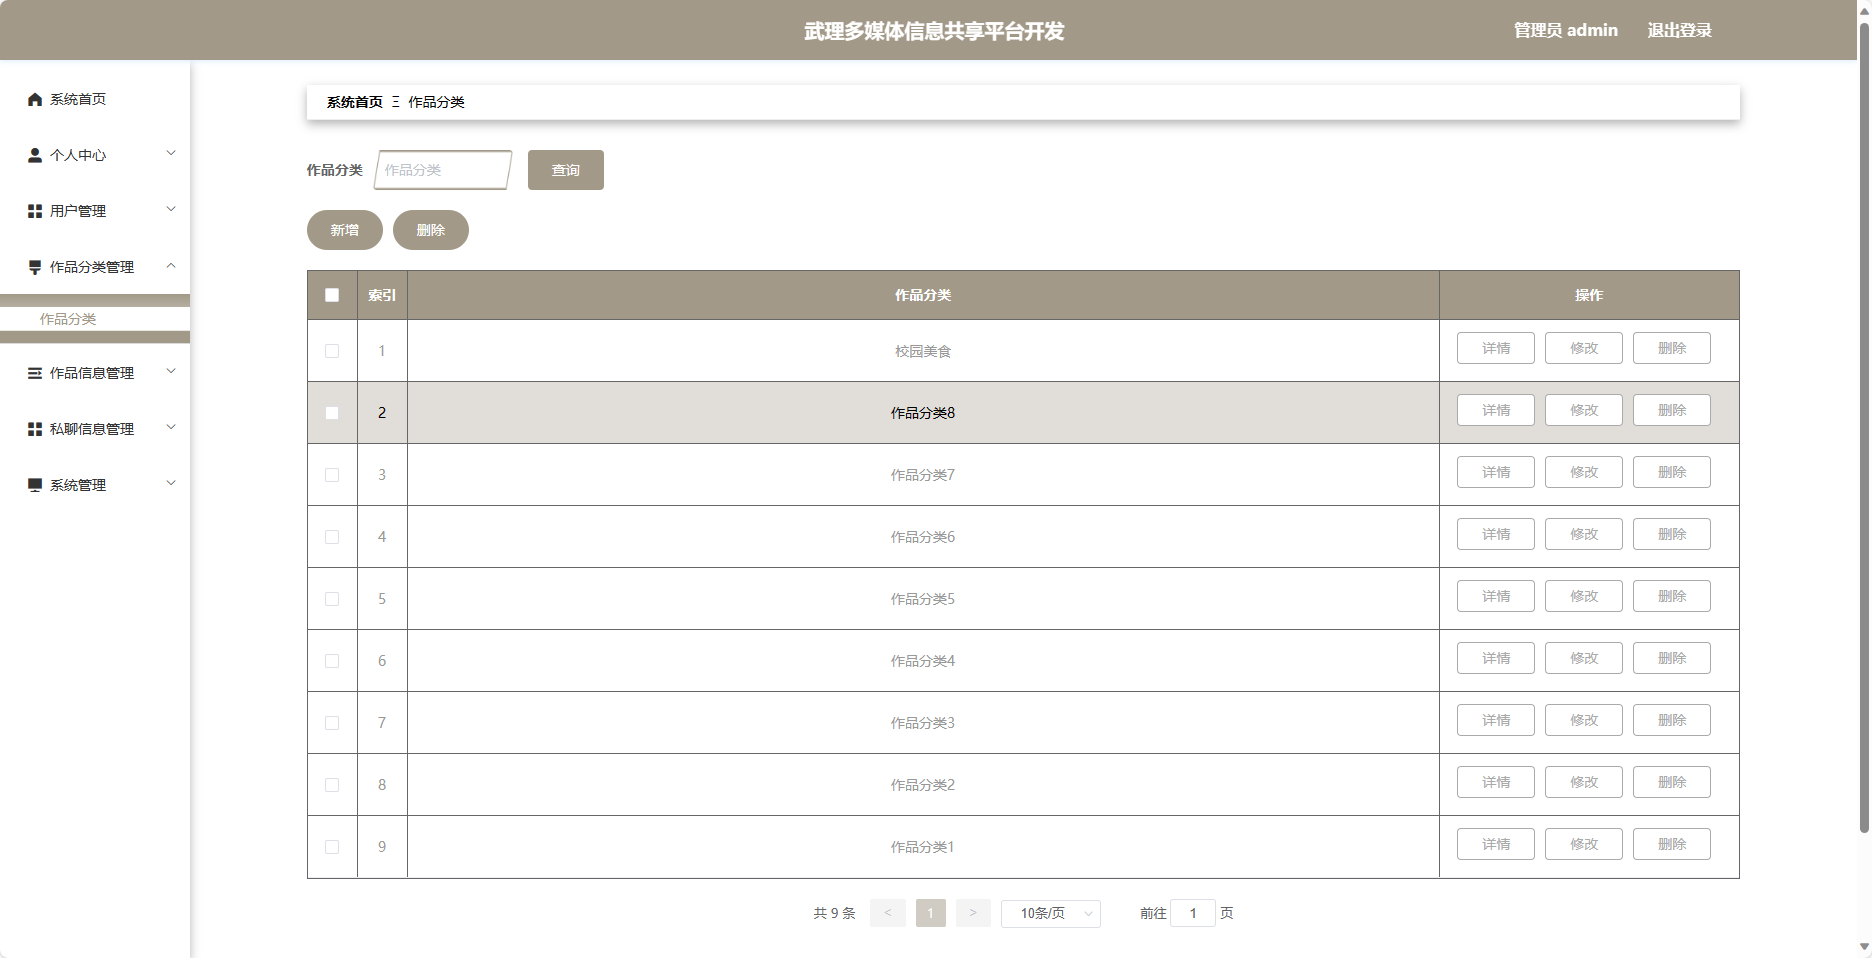 武理多媒体信息共享平台开发
管理员 admin 退出登录
系统首页
个人中心
用户管理
作品分类管理
作品分类
作品信息管理
私聊信息管理
系统管理
系统首页 Ξ 作品分类
作品分类 作品分类 查询
新增 删除
索引 作品分类 操作
1 校园美食 详情 修改 删除
2 作品分类8 详情 修改 删除
3 作品分类7 详情 修改 删除
4 作品分类6 详情 修改 删除
5 作品分类5 详情 修改 删除
6 作品分类4 详情 修改 删除
7 作品分类3 详情 修改 删除
8 作品分类2 详情 修改 删除
9 作品分类1 详情 修改 删除
共 9 条 < 1 > 10条/页 前往 1 页